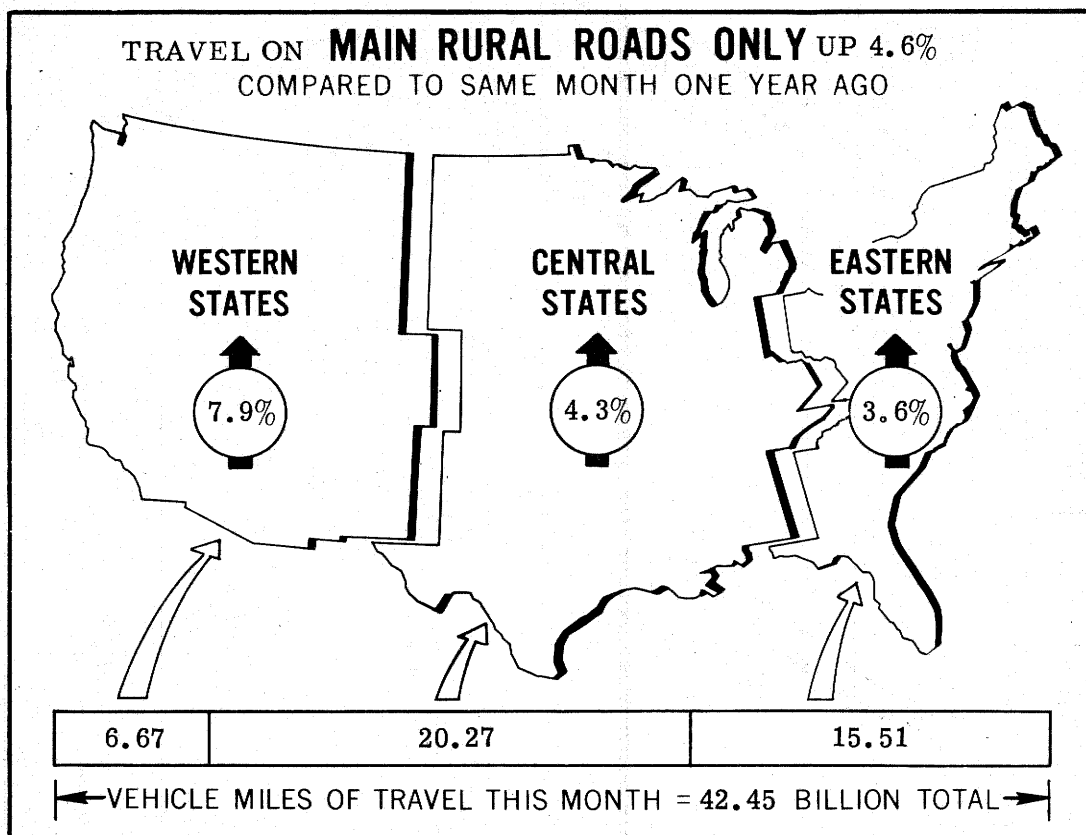 TRAVEL ON MAIN RURAL ROADS ONLY UP 4.6%
COMPARED TO SAME MONTH ONE YEAR AGO
WESTERN
STATES
7.9%
CENTRAL
STATES
4.3%
EASTERN
STATES
3.6%
6.67 20.27 15.51
VEHICLE MILES OF TRAVEL THIS MONTH = 42.45 BILLION TOTAL